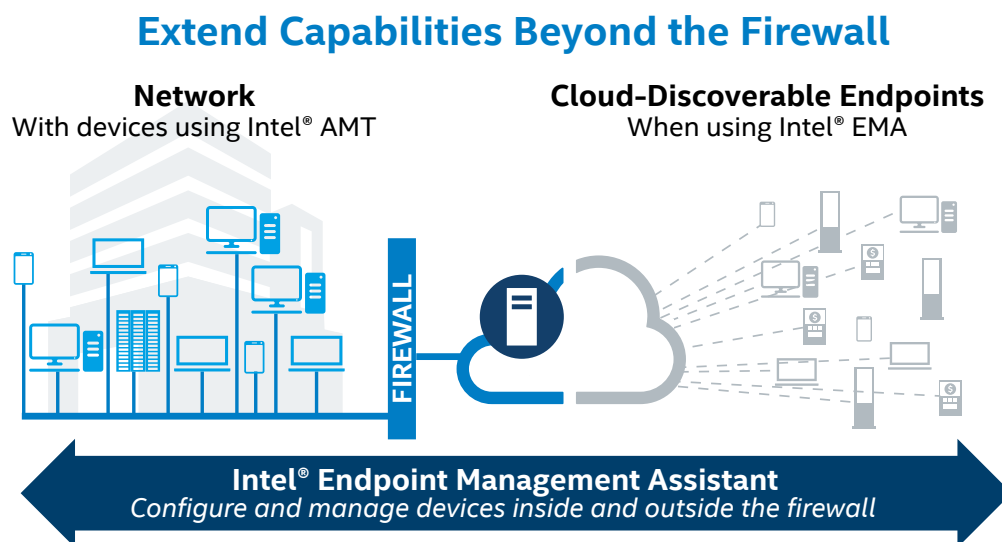 Extend Capabilities Beyond the Firewall
Network
With devices using Intel® AMT
Cloud-Discoverable Endpoints
When using Intel® EMA
FIREWALL
$
$
$
Intel® Endpoint Management Assistant
Configure and manage devices inside and outside the firewall